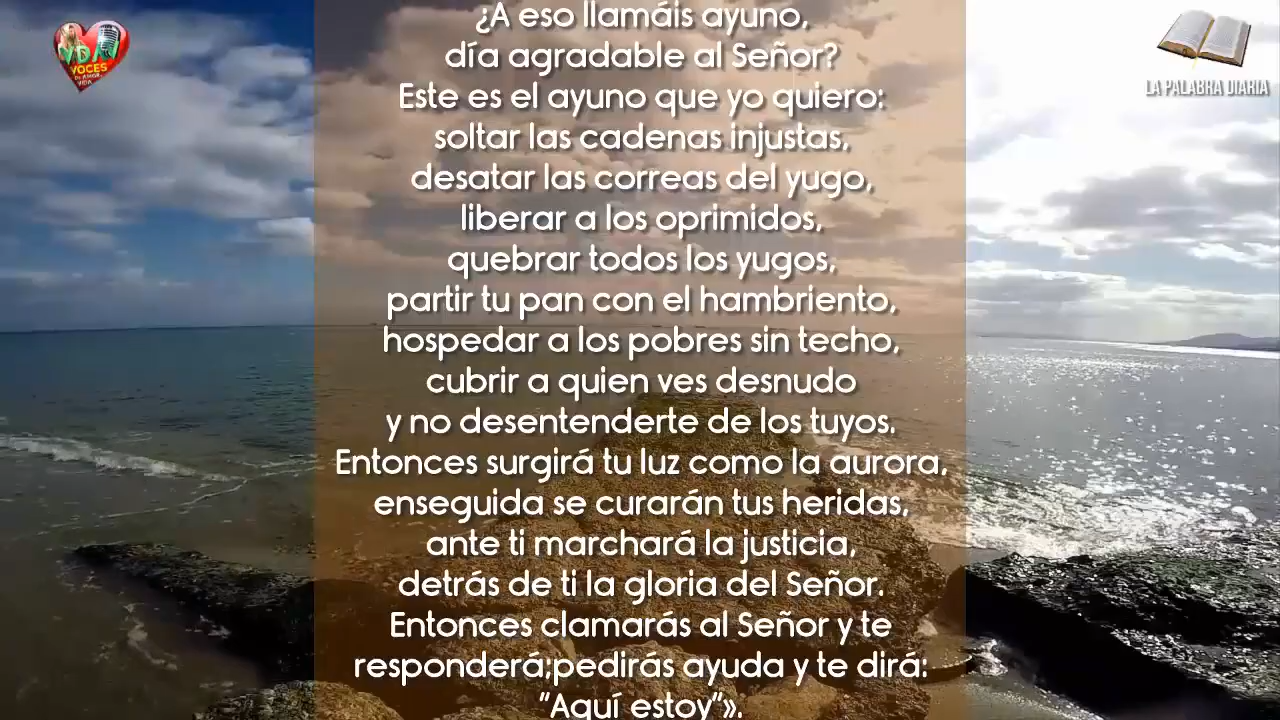 VDAV
VOCES
DE AMOR Y
VIDA
LA PALABRA DIARIA
¿A eso llamáis ayuno,
día agradable al Señor?
Este es el ayuno que yo quiero:
soltar las cadenas injustas,
desatar las correas del yugo,
liberar a los oprimidos,
quebrar todos los yugos,
partir tu pan con el hambriento,
hospedar a los pobres sin techo,
cubrir a quien ves desnudo
y no desentenderte de los tuyos.
Entonces surgirá tu luz como la aurora,
enseguida se curarán tus heridas,
ante ti marchará la justicia,
detrás de ti la gloria del Señor.
Entonces clamarás al Señor y te
responderá;pedirás ayuda y te dirá:
“Aquí estoy”».